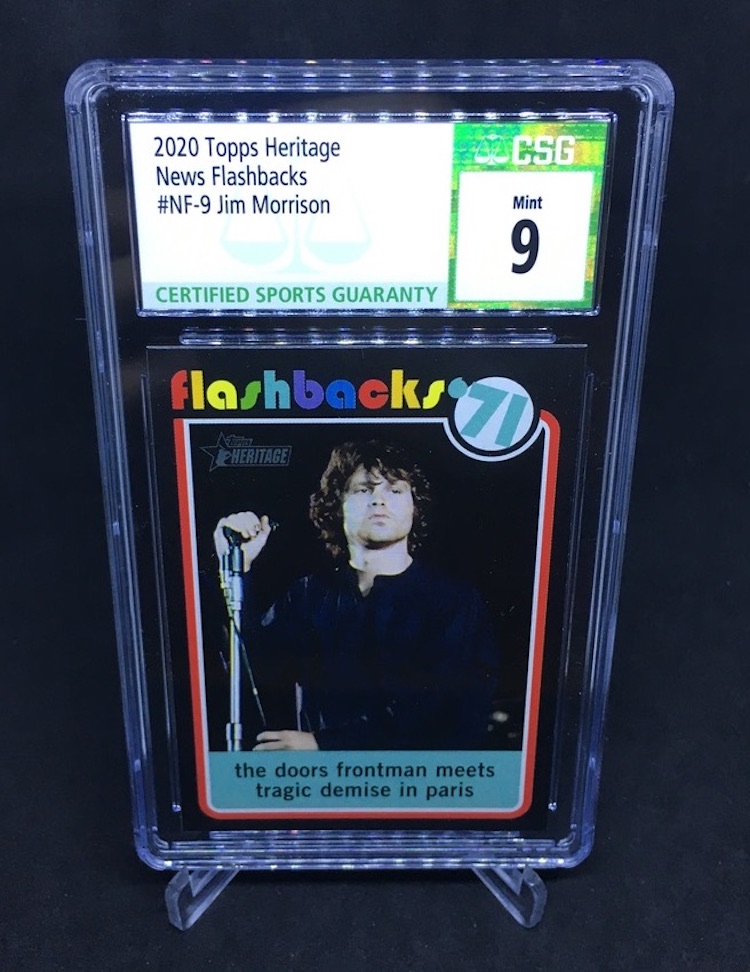 2020 Topps Heritage
News Flashbacks
#NF-9 Jim Morrison
CERTIFIED SPORTS GUARANTY
CSG
Mint
9
flashbacks '71
TOPPS
HERITAGE
the doors frontman meets
tragic demise in paris